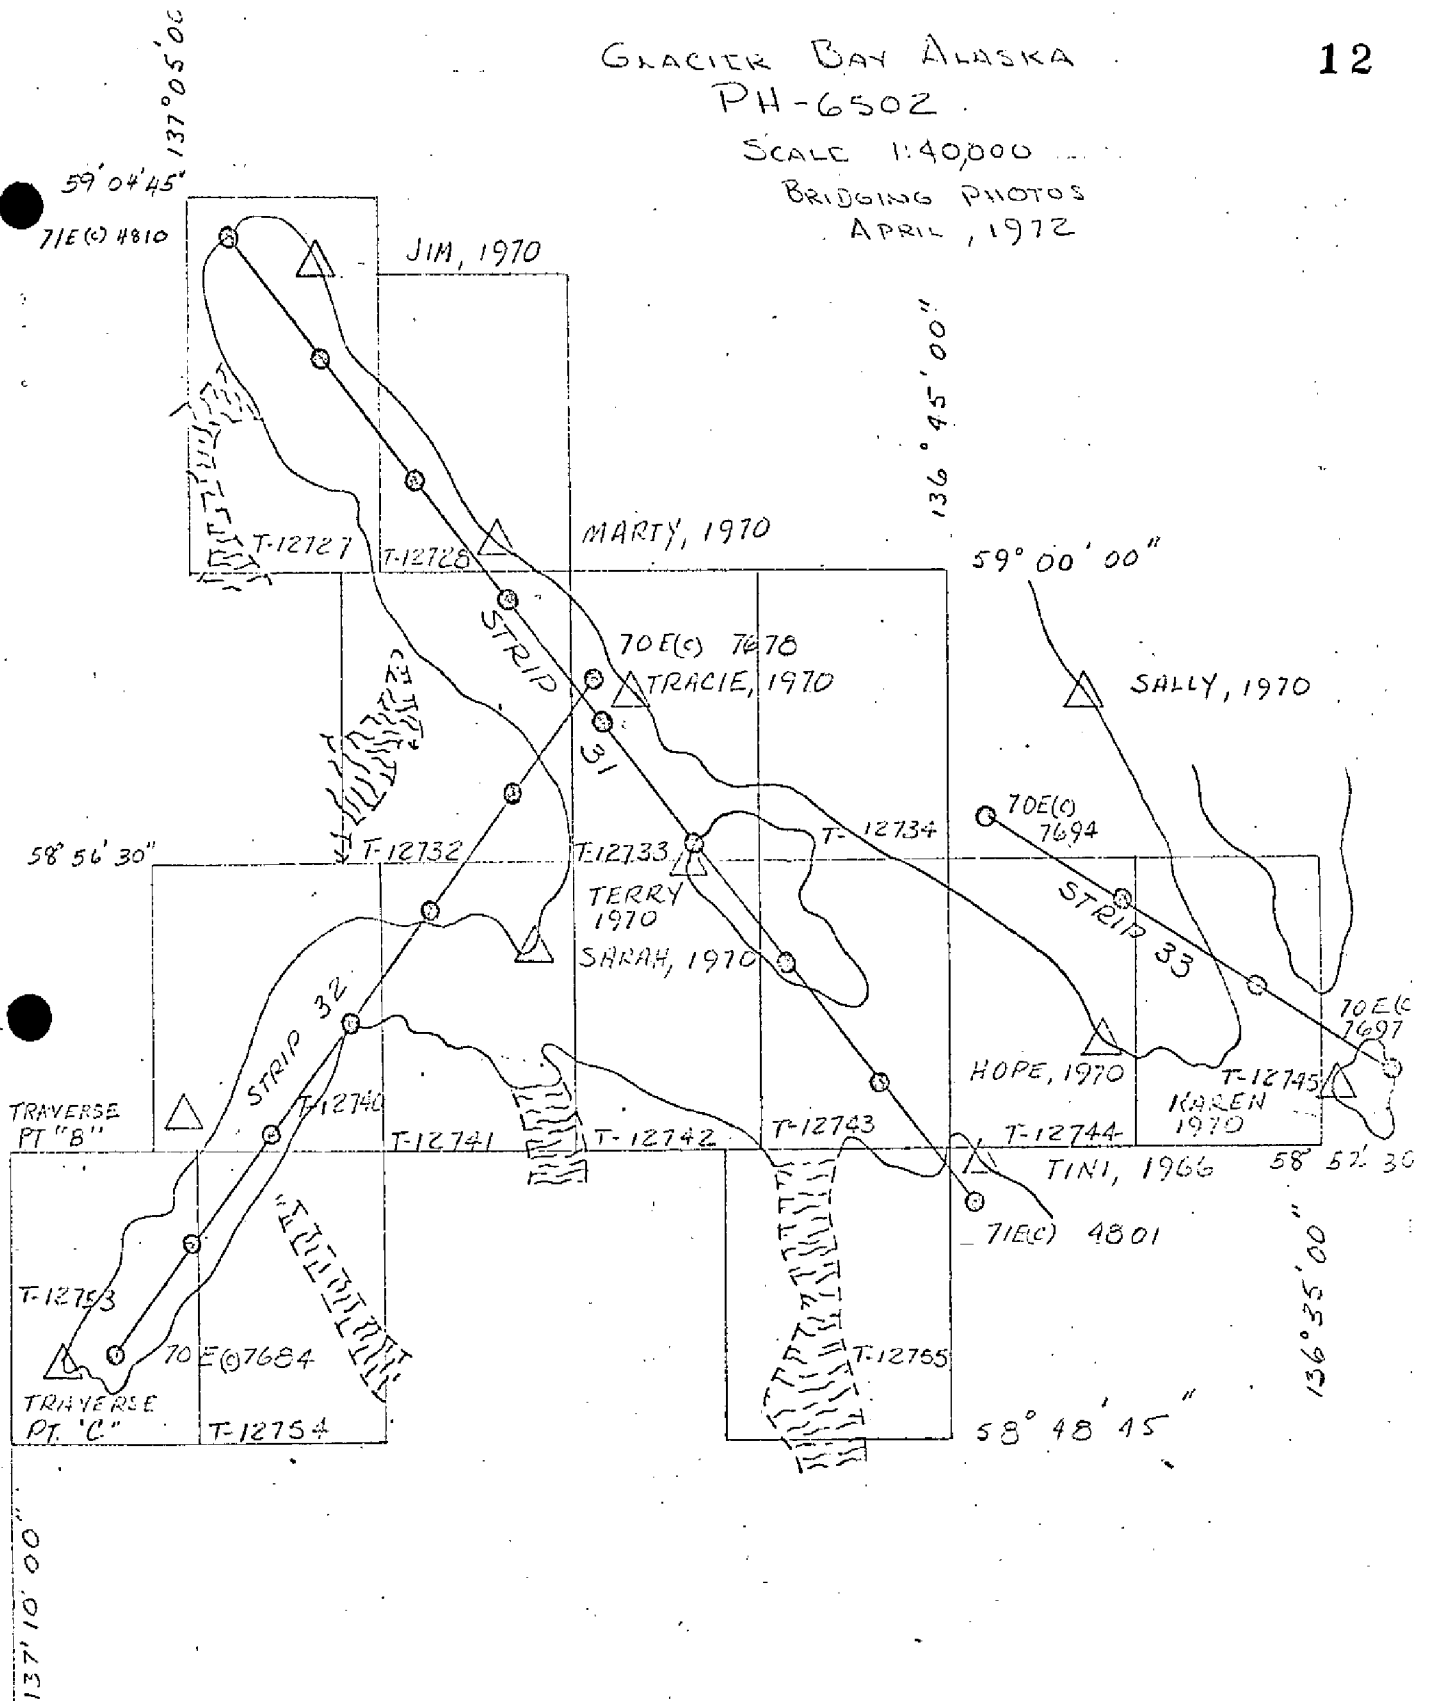 12
GLACIER BAY ALASKA
PH-6502
SCALE 1:40,000
BRIDGING PHOTOS
APRIL, 1972
137°05'00
59°04'45"
71E(C) 4810
JIM, 1970
136°45'00"
T-12727
T-12728
MARTY, 1970
59°00'00"
STRIP 31
70E(C) 7678
TRACIE, 1970
SALLY, 1970
70E(C)
7694
58°56'30"
T-12732
T-12733
T-12734
TERRY
1970
SARAH, 1970
STRIP 33
STRIP 32
70E(C
7697
HOPE, 1970
T-12745
KAREN
1970
TRAVERSE
PT "B"
T-12740
T-12741
T-12742
T-12743
T-12744
TINI, 1966
58° 52' 30
71E(C) 4801
T-12753
70E(C)7684
T-12755
136°35'00"
TRAVERSE
PT. "C"
T-12754
58°48'45"
137°10'00"